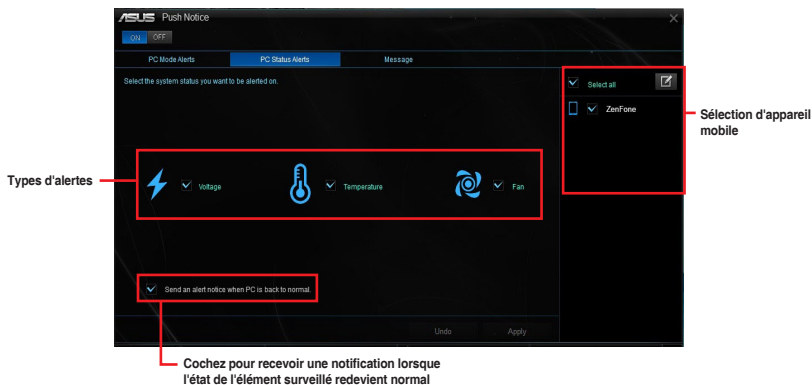 ASUS Push Notice
ON OFF
PC Mode Alerts PC Status Alerts Message
Select the system status you want to be alerted on.
Select all
ZenFone
Sélection d'appareil
mobile
Types d'alertes
Voltage Temperature Fan
Send an alert notice when PC is back to normal.
Undo Apply
Cochez pour recevoir une notification lorsque
l'état de l'élément surveillé redevient normal